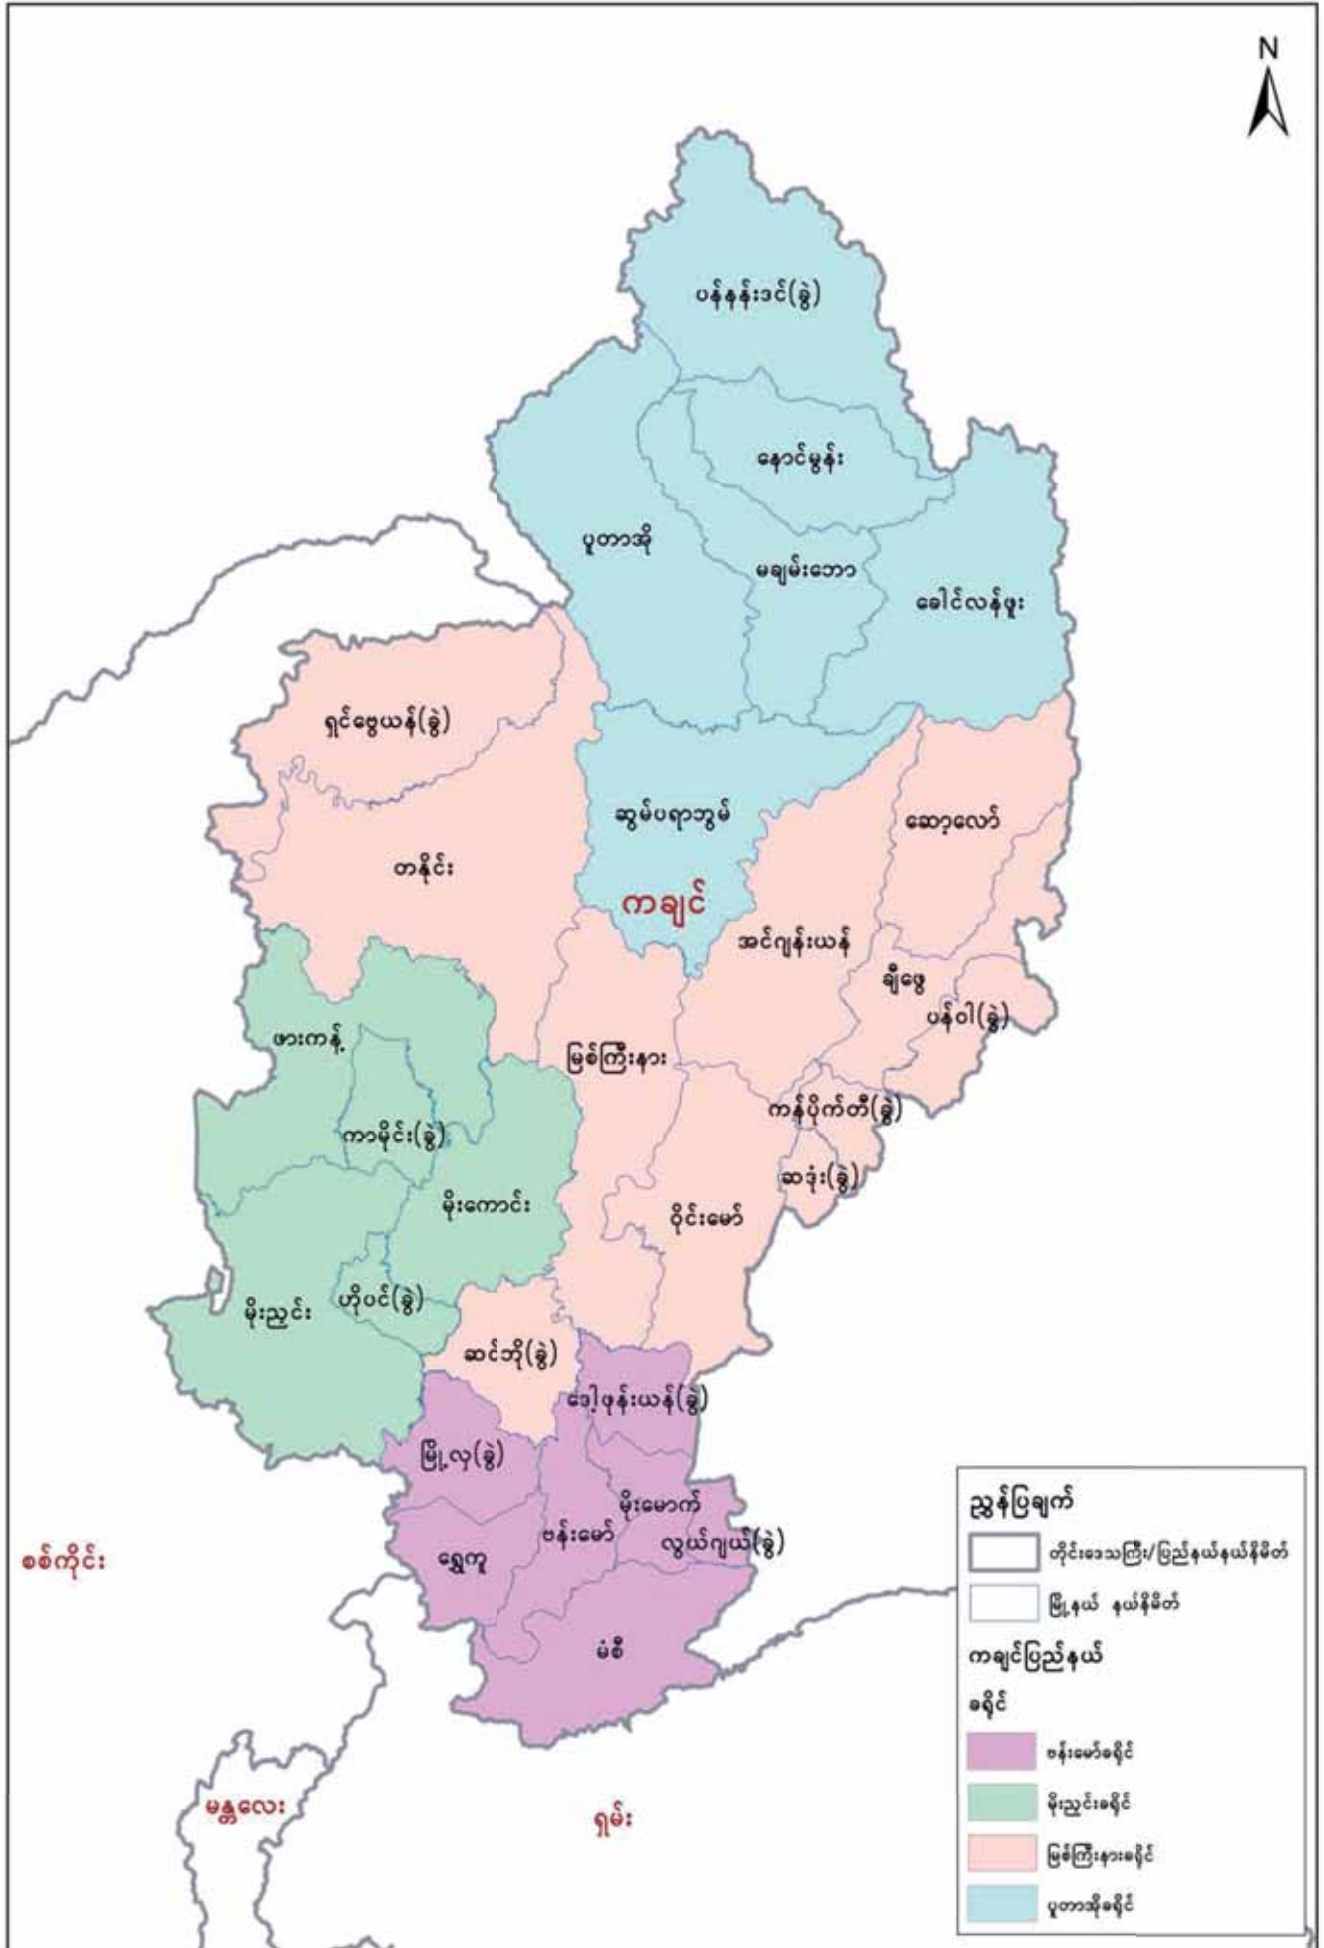 N
ပန်နန်းဒင်(ခွဲ)
နောင်မွန်း
ပူတာအို
မချမ်းဘော
ခေါင်လန်ဖူး
ရှင်ဗွေယန်(ခွဲ)
ဆွမ်ပရာဘွမ်
ဆော့လော်
တနိုင်း
ကချင်
အင်ဂျန်းယန်
ချီဖွေ
ပန်ဝါ(ခွဲ)
ဖားကန့်
မြစ်ကြီးနား
ကန်ပိုက်တီ(ခွဲ)
ကာမိုင်း(ခွဲ)
ဆဒုံး(ခွဲ)
မိုးကောင်း
ဝိုင်းမော်
ဟိုပင်(ခွဲ)
မိုးညှင်း
ဆင်ဘို(ခွဲ)
ဒေါ့ဖုန်းယန်(ခွဲ)
မြို့လှ(ခွဲ)
မိုးမောက်
ဗန်းမော်
လွယ်ဂျယ်(ခွဲ)
ရွှေကူ
စစ်ကိုင်း
မံစီ
မန္တလေး
ရှမ်း
ညွှန်ပြချက်
တိုင်းဒေသကြီး/ပြည်နယ်နယ်နိမိတ်
မြို့နယ် နယ်နိမိတ်
ကချင်ပြည်နယ်
ခရိုင်
ဗန်းမော်ခရိုင်
မိုးညှင်းခရိုင်
မြစ်ကြီးနားခရိုင်
ပူတာအိုခရိုင်